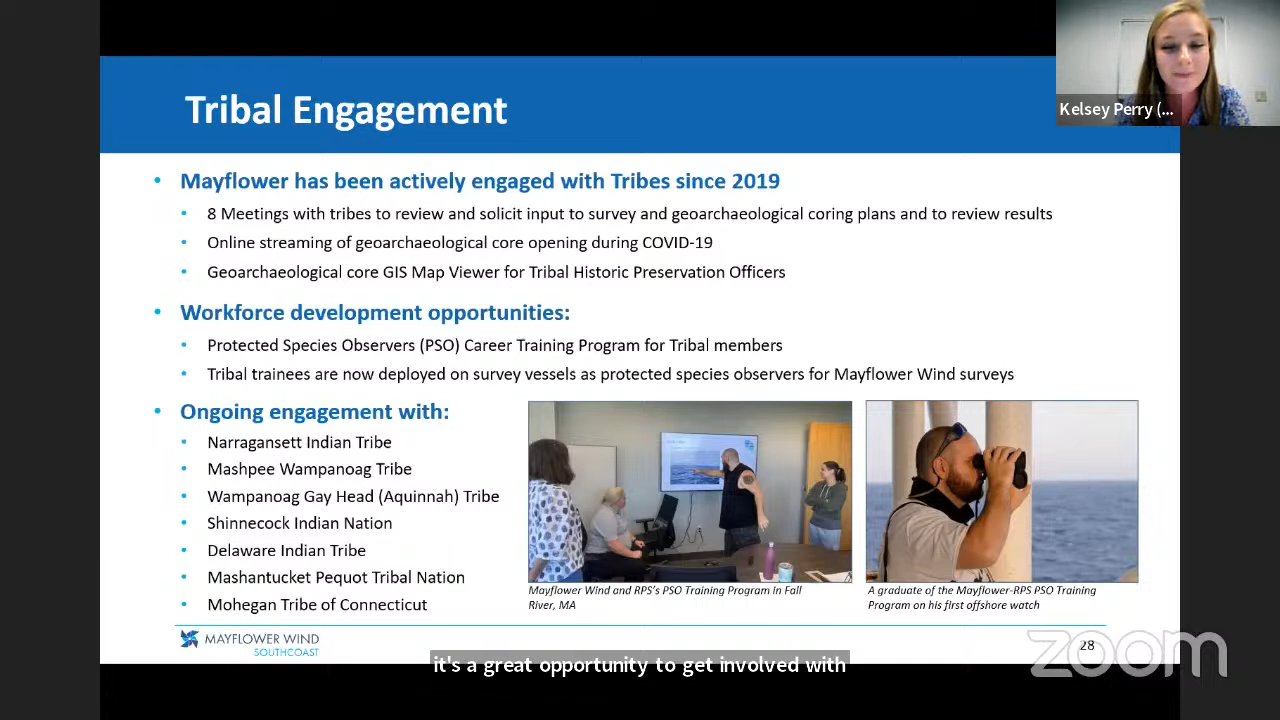 Tribal Engagement
Kelsey Perry (...
• Mayflower has been actively engaged with Tribes since 2019
• 8 Meetings with tribes to review and solicit input to survey and geoarchaeological coring plans and to review results
• Online streaming of geoarchaeological core opening during COVID-19
• Geoarchaeological core GIS Map Viewer for Tribal Historic Preservation Officers
• Workforce development opportunities:
• Protected Species Observers (PSO) Career Training Program for Tribal members
• Tribal trainees are now deployed on survey vessels as protected species observers for Mayflower Wind surveys
• Ongoing engagement with:
• Narragansett Indian Tribe
• Mashpee Wampanoag Tribe
• Wampanoag Gay Head (Aquinnah) Tribe
• Shinnecock Indian Nation
• Delaware Indian Tribe
• Mashantucket Pequot Tribal Nation
• Mohegan Tribe of Connecticut
Mayflower Wind and RPS's PSO Training Program in Fall
River, MA
A graduate of the Mayflower-RPS PSO Training
Program on his first offshore watch
MAYFLOWER WIND
SOUTHCOAST
28
zoom
it's a great opportunity to get involved with